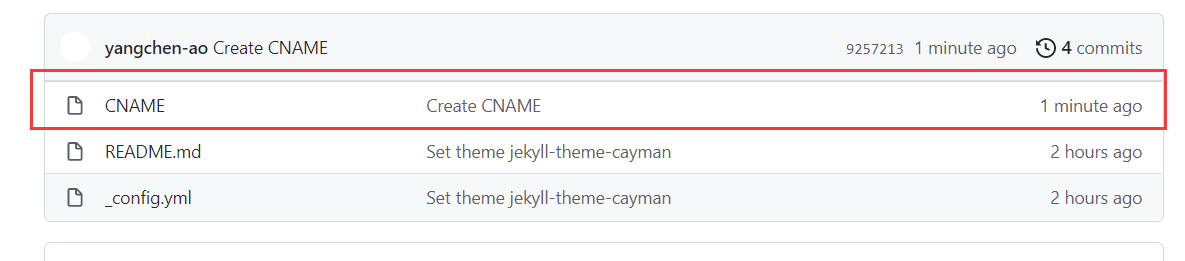 yangchen-ao Create CNAME 9257213 1 minute ago 4 commits
CNAME Create CNAME 1 minute ago
README.md Set theme jekyll-theme-cayman 2 hours ago
_config.yml Set theme jekyll-theme-cayman 2 hours ago